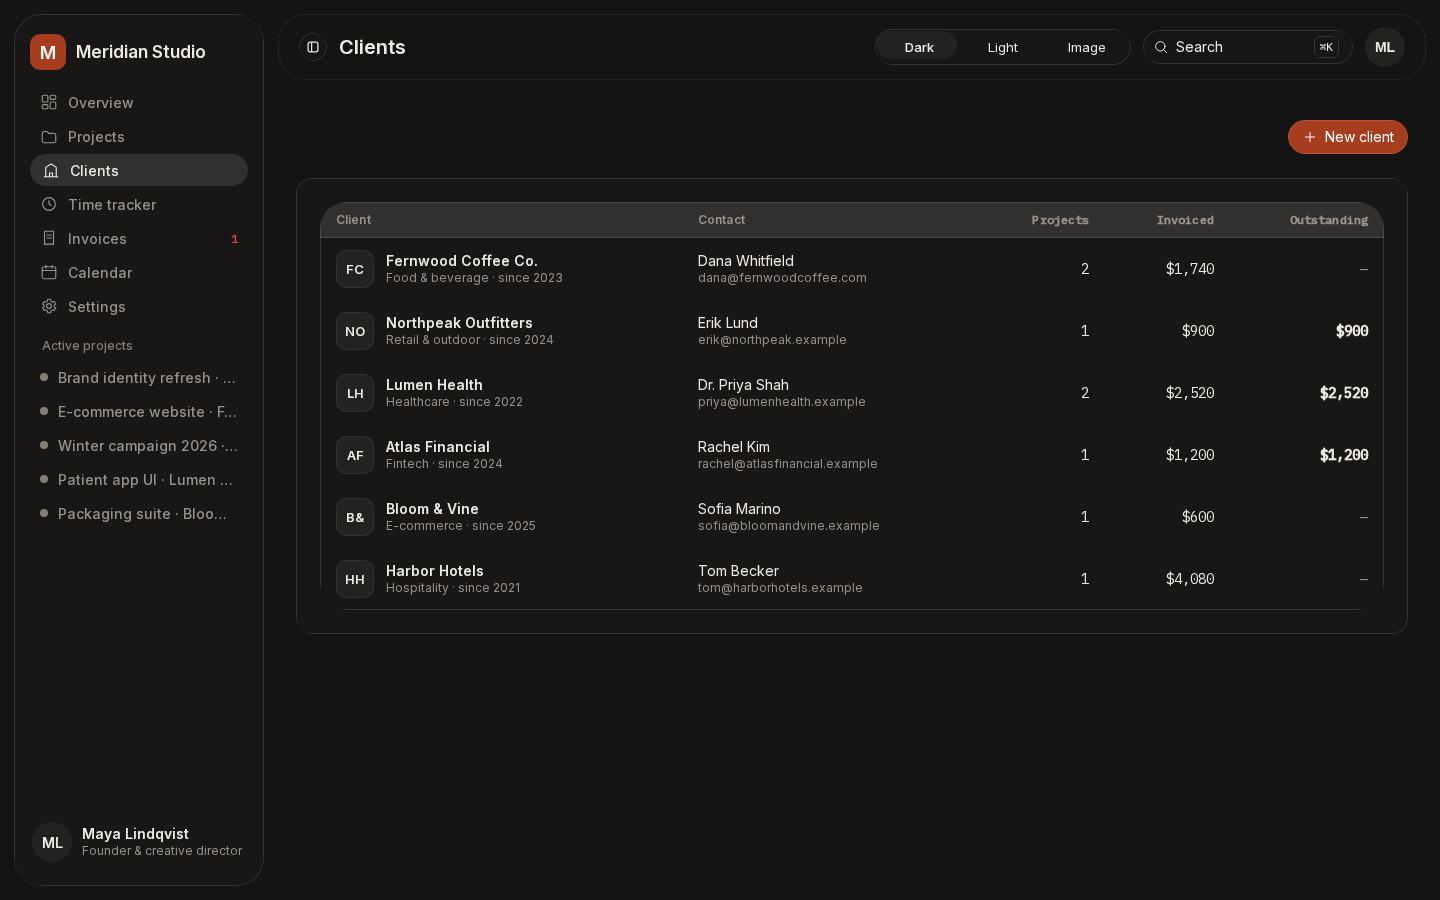 M Meridian Studio
Overview
Projects
Clients
Time tracker
Invoices 1
Calendar
Settings
Active projects
Brand identity refresh · …
E-commerce website · F…
Winter campaign 2026 ·…
Patient app UI · Lumen …
Packaging suite · Bloo…
ML Maya Lindqvist
Founder & creative director
Clients
Dark Light Image
Search ⌘K
ML
+ New client
Client Contact Projects Invoiced Outstanding
FC Fernwood Coffee Co. Dana Whitfield 2 $1,740 —
Food & beverage · since 2023 dana@fernwoodcoffee.com
NO Northpeak Outfitters Erik Lund 1 $900 $900
Retail & outdoor · since 2024 erik@northpeak.example
LH Lumen Health Dr. Priya Shah 2 $2,520 $2,520
Healthcare · since 2022 priya@lumenhealth.example
AF Atlas Financial Rachel Kim 1 $1,200 $1,200
Fintech · since 2024 rachel@atlasfinancial.example
B& Bloom & Vine Sofia Marino 1 $600 —
E-commerce · since 2025 sofia@bloomandvine.example
HH Harbor Hotels Tom Becker 1 $4,080 —
Hospitality · since 2021 tom@harborhotels.example